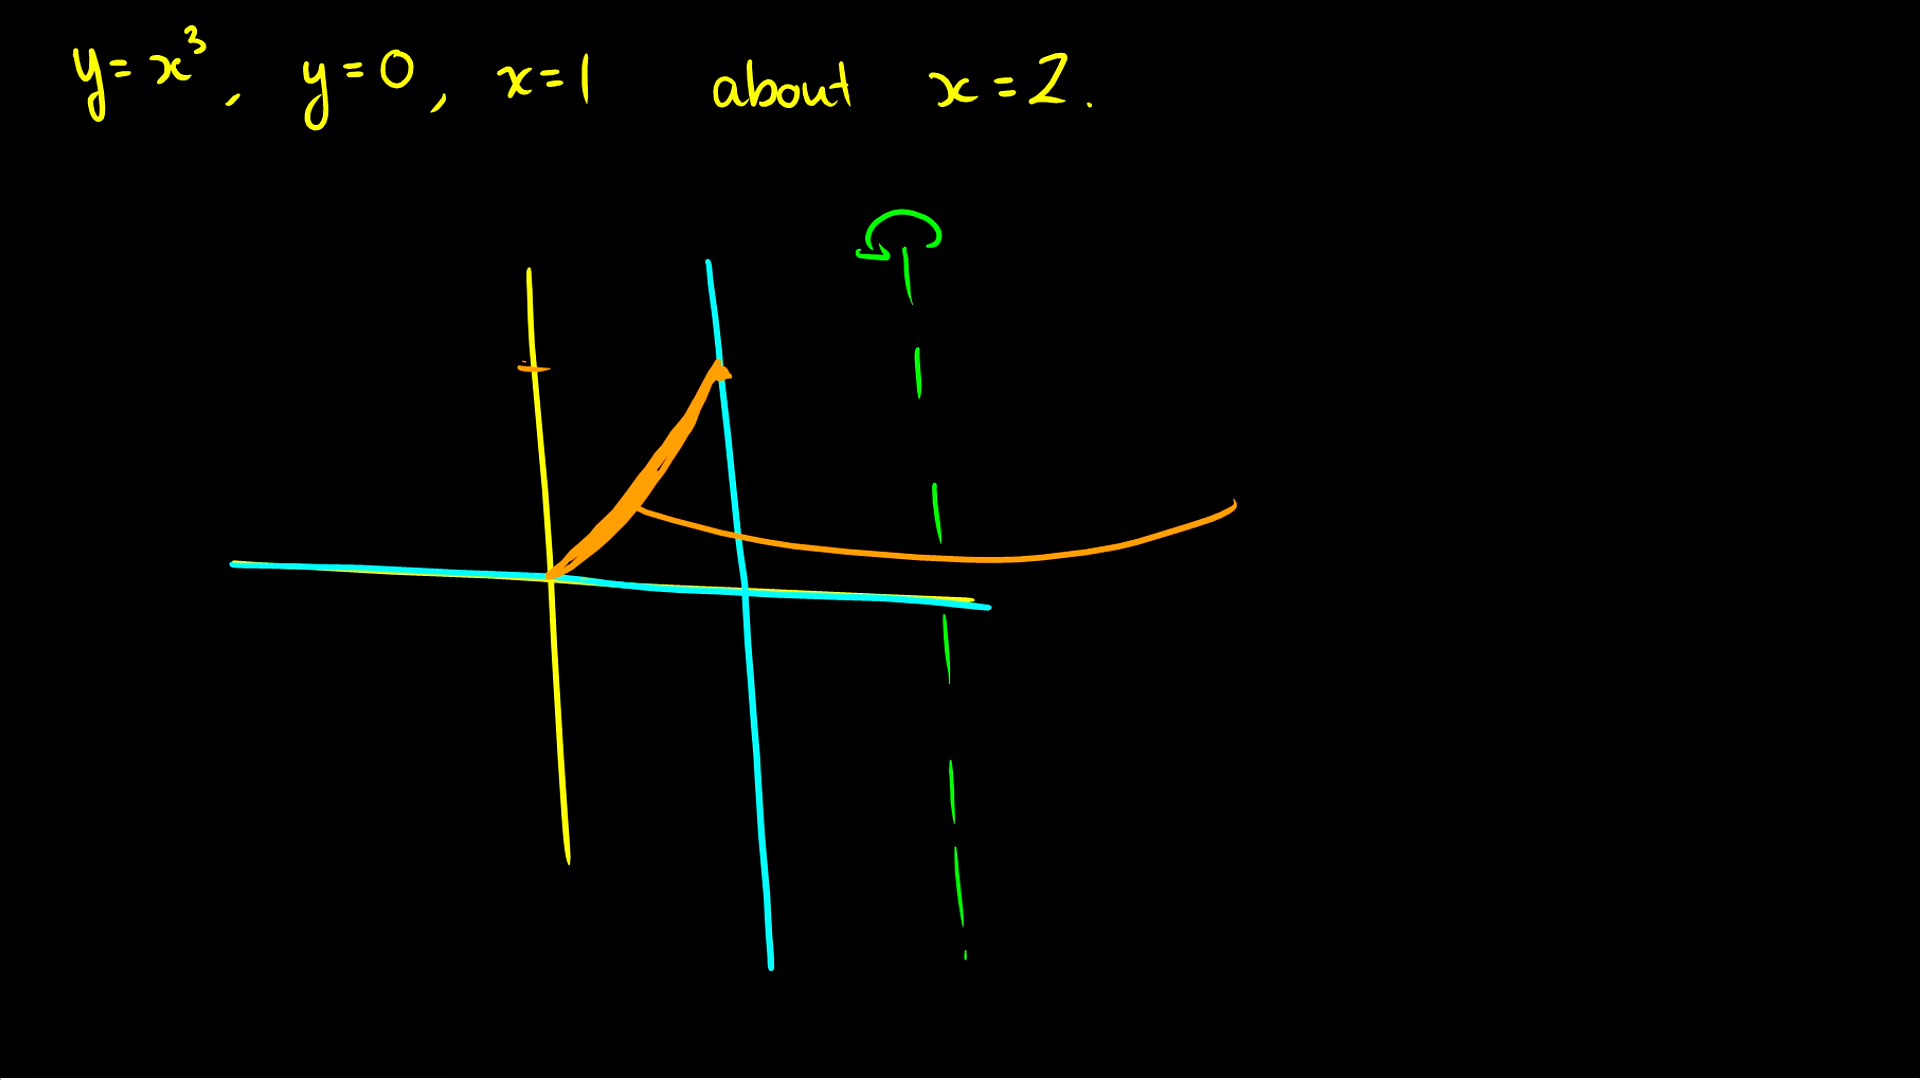 y=x³, y=0, x=1 about x=2.